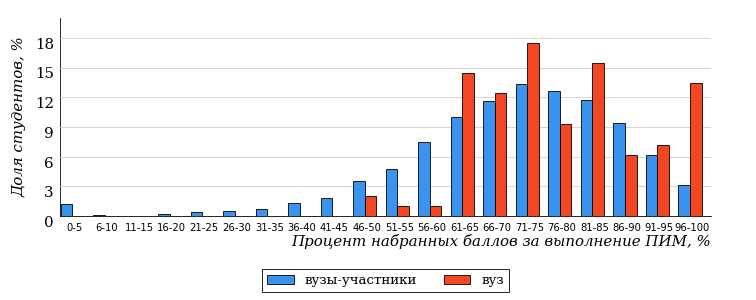 Доля студентов, %
18
15
12
9
6
3
0
0-5 6-10 11-15 16-20 21-25 26-30 31-35 36-40 41-45 46-50 51-55 56-60 61-65 66-70 71-75 76-80 81-85 86-90 91-95 96-100
Процент набранных баллов за выполнение ПИМ, %
вузы-участники вуз